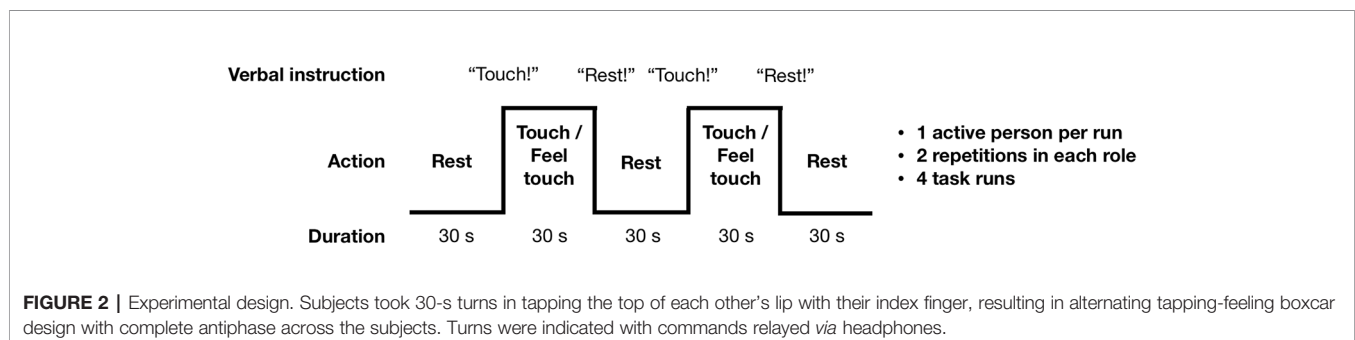 Verbal instruction “Touch!” “Rest!” “Touch!” “Rest!”
Action Rest Touch / Feel touch Rest Touch / Feel touch Rest
• 1 active person per run
• 2 repetitions in each role
• 4 task runs
Duration 30 s 30 s 30 s 30 s 30 s
FIGURE 2 | Experimental design. Subjects took 30-s turns in tapping the top of each other’s lip with their index finger, resulting in alternating tapping-feeling boxcar
design with complete antiphase across the subjects. Turns were indicated with commands relayed via headphones.